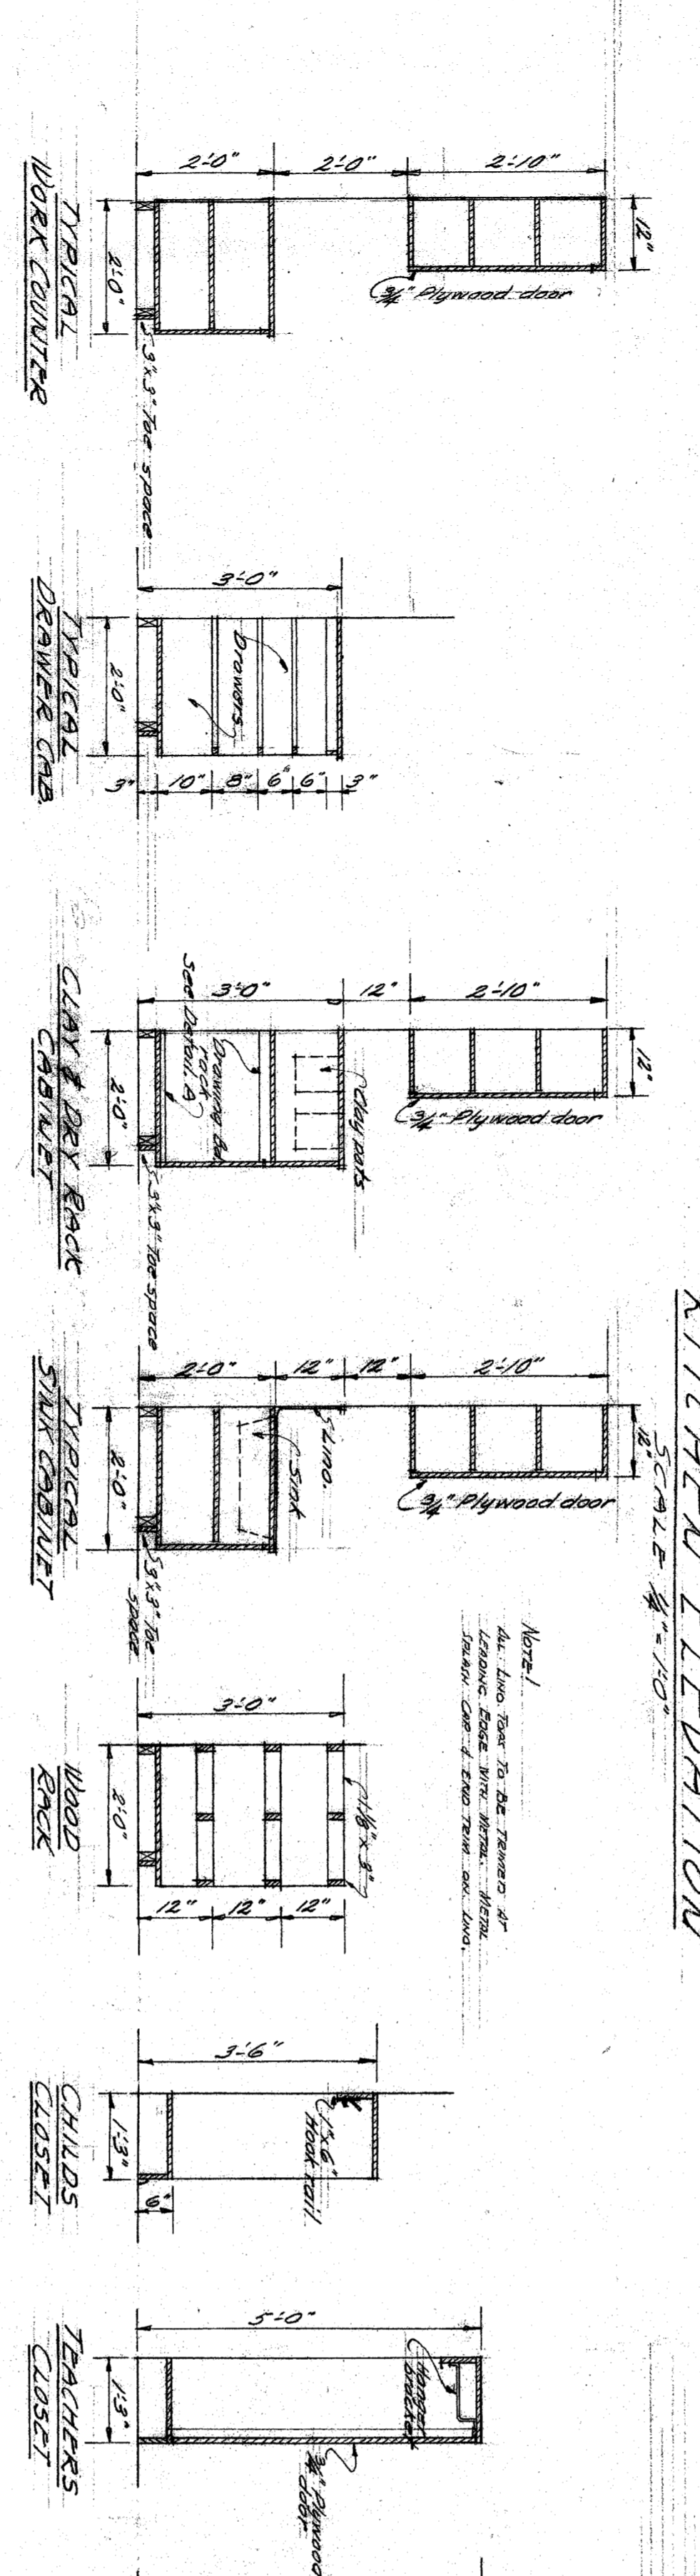 2'-0"
2'-0"
2'-10"
12"
2'-0"
3/4" Plywood door
3"x3" Toe space
TYPICAL
WORK COUNTER
3'-0"
2'-0"
Drawers
3"
10"
8"
6"
6"
3"
TYPICAL
DRAWER CAB.
3'-0"
12"
2'-10"
12"
2'-0"
Clay pots
Drawing Bd.
rack
See Detail A
3/4" Plywood door
3"x3" Toe space
CLAY & DRY RACK
CABINET
2'-0"
12"
12"
2'-10"
12"
2'-0"
Lino.
Sink
3/4" Plywood door
3"x3" Toe
space
TYPICAL
SINK CABINET
KITCHEN ELEVATION
SCALE 1/2" = 1'-0"
NOTE!
ALL LINO TOPS TO BE TRIMMED AT
LEADING EDGE WITH METAL. METAL
SPLASH CAP & END TRIM ON LINO.
3'-0"
2'-0"
12"
12"
12"
WOOD
RACK
3'-6"
1'-3"
6"
1"x6"
Hook rail
CHILDS
CLOSET
5'-0"
1'-3"
Hanger
bracket
3/4" Plywood
door
TEACHERS
CLOSET